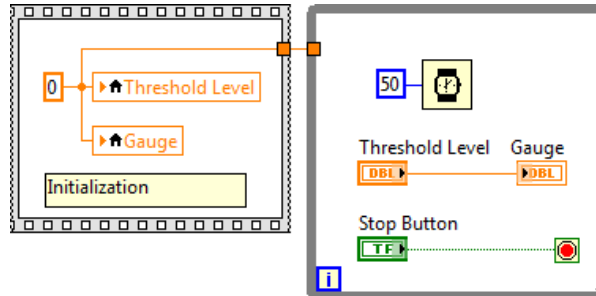 0
Threshold Level
Gauge
Initialization
50
Threshold Level Gauge
DBL DBL
Stop Button
TF
i